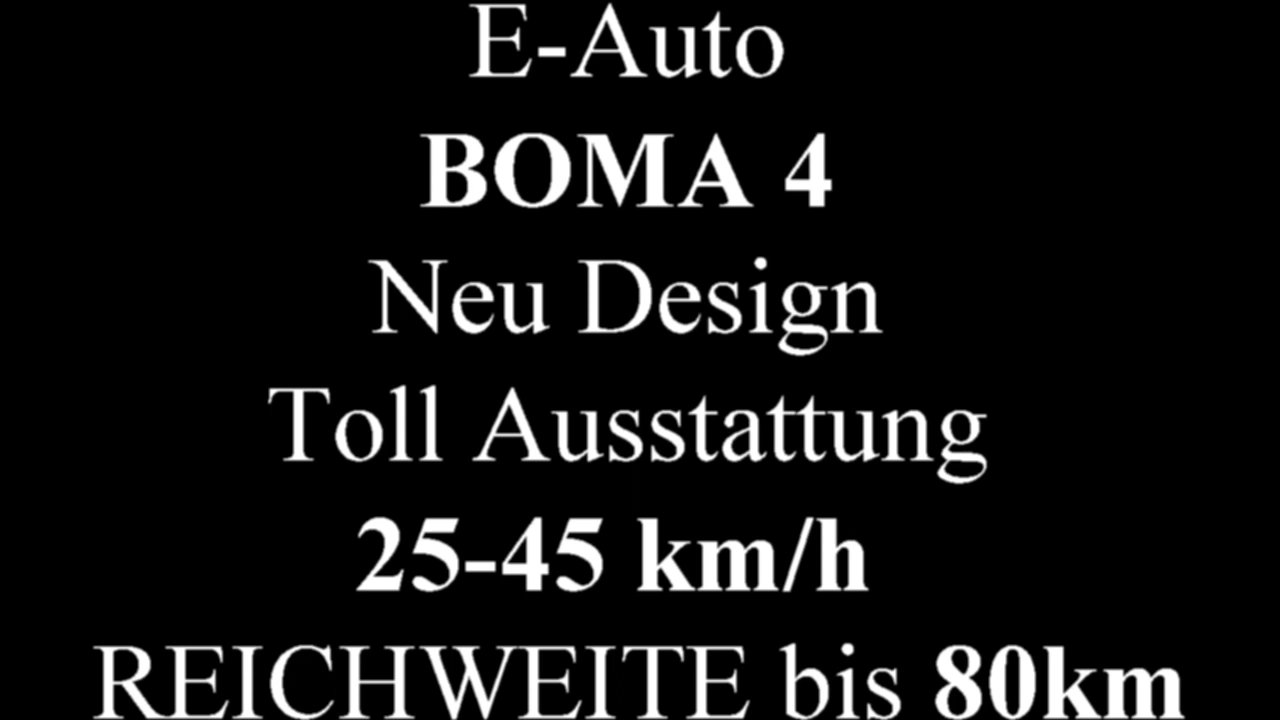 E-Auto
BOMA 4
Neu Design
Toll Ausstattung
25-45 km/h
REICHWEITE bis 80km